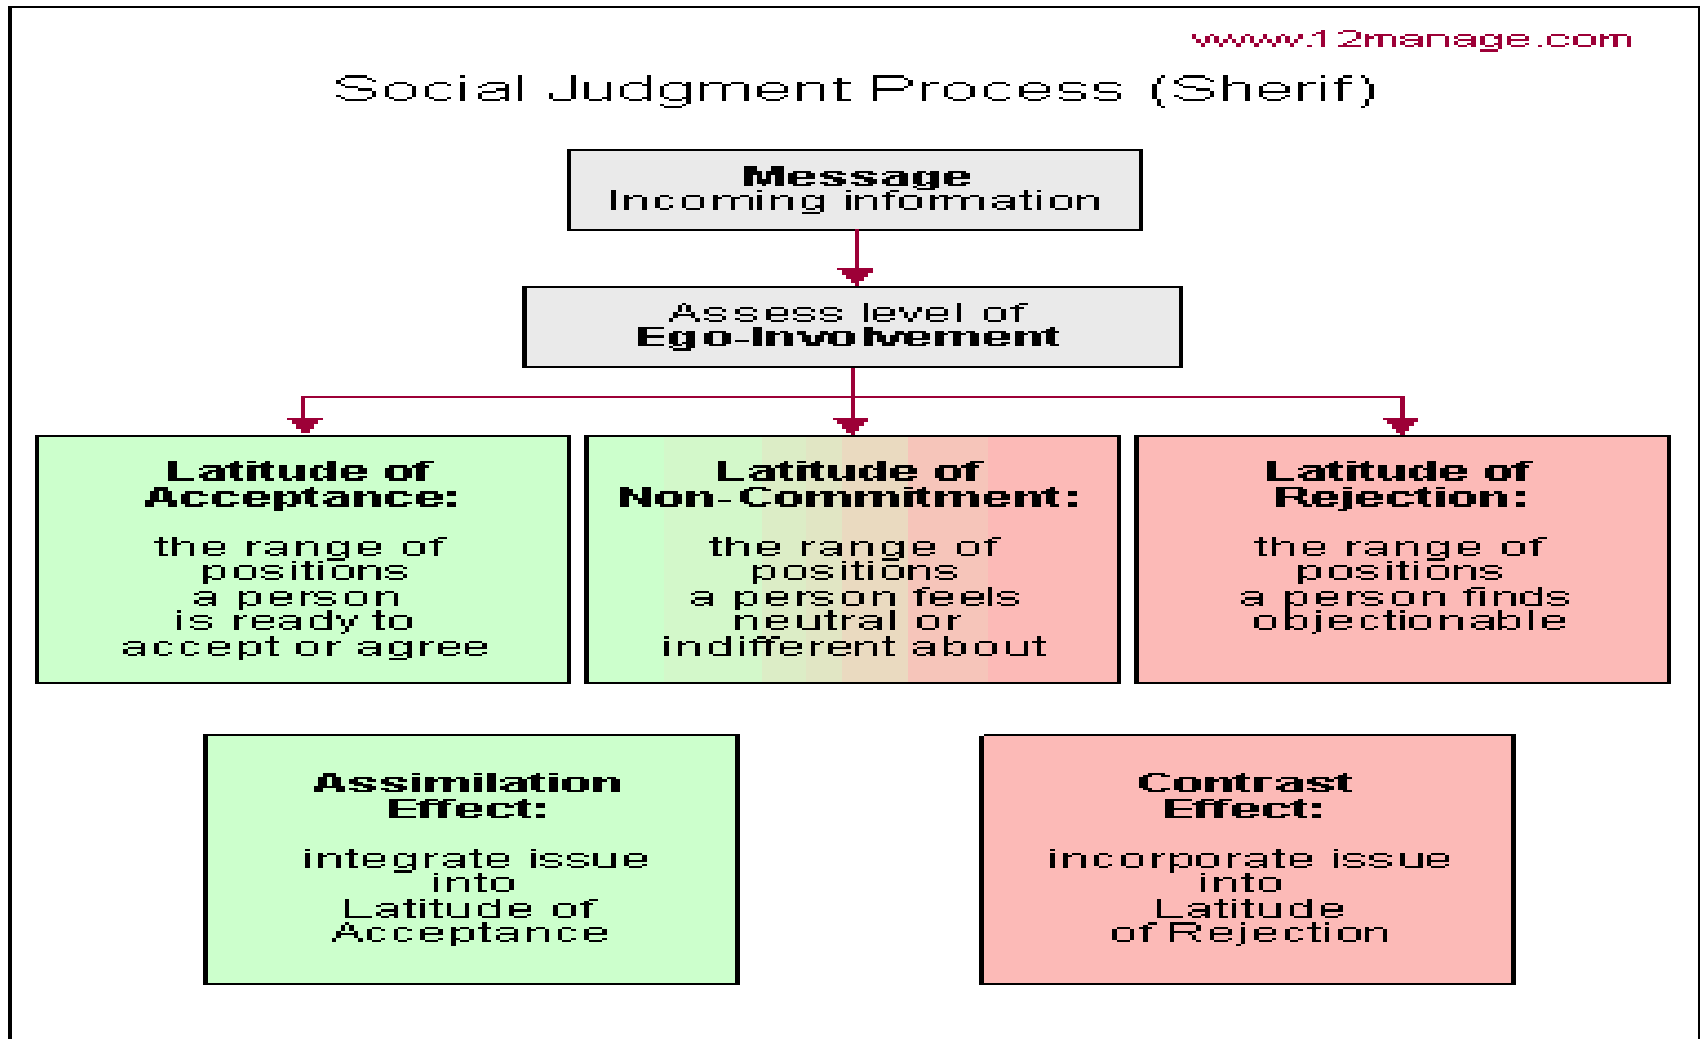 www.12manage.com
Social Judgment Process (Sherif)
Message
Incoming information
Assess level of
Ego-Involvement
Latitude of
Acceptance:
the range of
positions
a person
is ready to
accept or agree
Latitude of
Non-Commitment:
the range of
positions
a person feels
neutral or
indifferent about
Latitude of
Rejection:
the range of
positions
a person finds
objectionable
Assimilation
Effect:
integrate issue
into
Latitude of
Acceptance
Contrast
Effect:
incorporate issue
into
Latitude
of Rejection